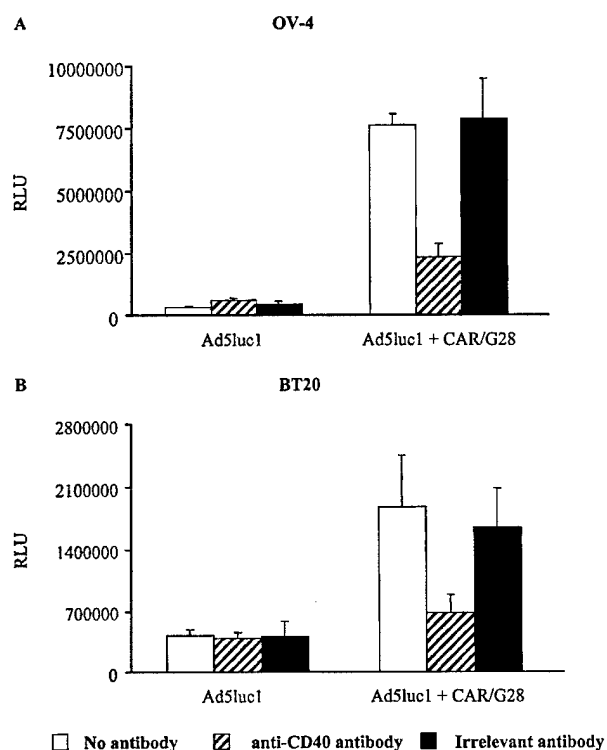 A OV-4
10000000
7500000
5000000
2500000
0
RLU
Ad5luc1 Ad5luc1 + CAR/G28
B BT20
2800000
2100000
1400000
700000
0
RLU
Ad5luc1 Ad5luc1 + CAR/G28
No antibody anti-CD40 antibody Irrelevant antibody